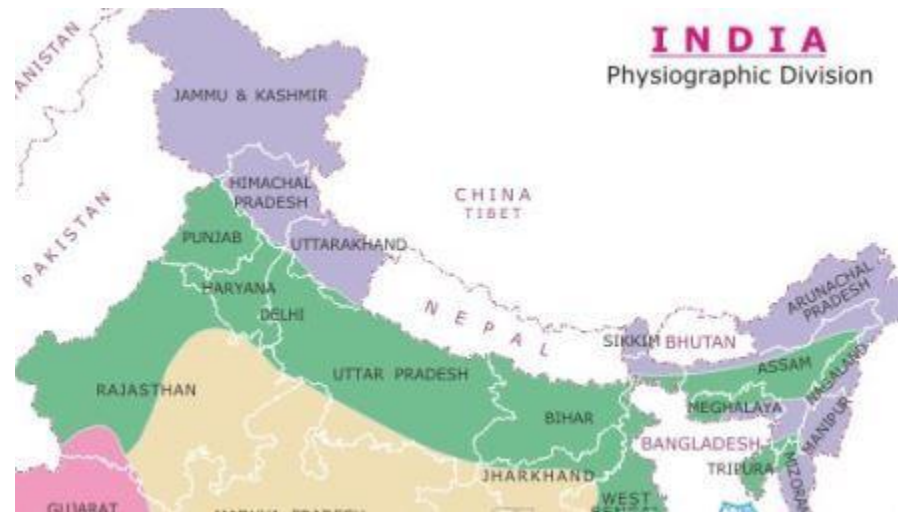 INDIA
Physiographic Division
JAMMU & KASHMIR
HIMACHAL
PRADESH
CHINA
TIBET
PAKISTAN
PUNJAB
UTTARAKHAND
HARYANA
DELHI
NEPAL
ARUNACHAL
PRADESH
SIKKIM
BHUTAN
ASSAM
NAGALAND
RAJASTHAN
UTTAR PRADESH
BIHAR
MEGHALAYA
MANIPUR
BANGLADESH
TRIPURA
JHARKHAND
WEST
GUJARAT